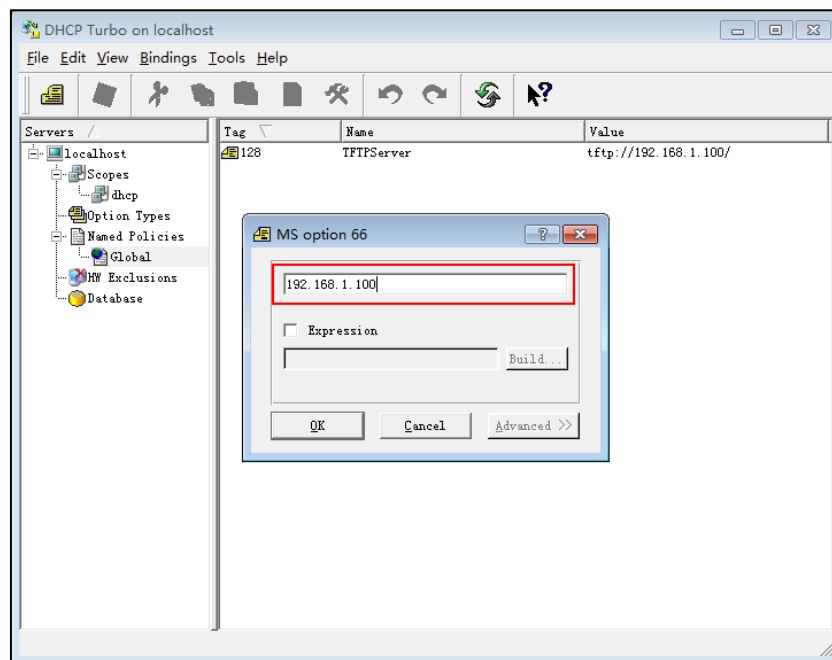 DHCP Turbo on localhost
File Edit View Bindings Tools Help
Servers
Tag Name Value
localhost
128 TFTPServer tftp://192.168.1.100/
Scopes
dhcp
Option Types
Named Policies
Global
HW Exclusions
Database
MS option 66
192.168.1.100
Expression
Build...
OK Cancel Advanced >>